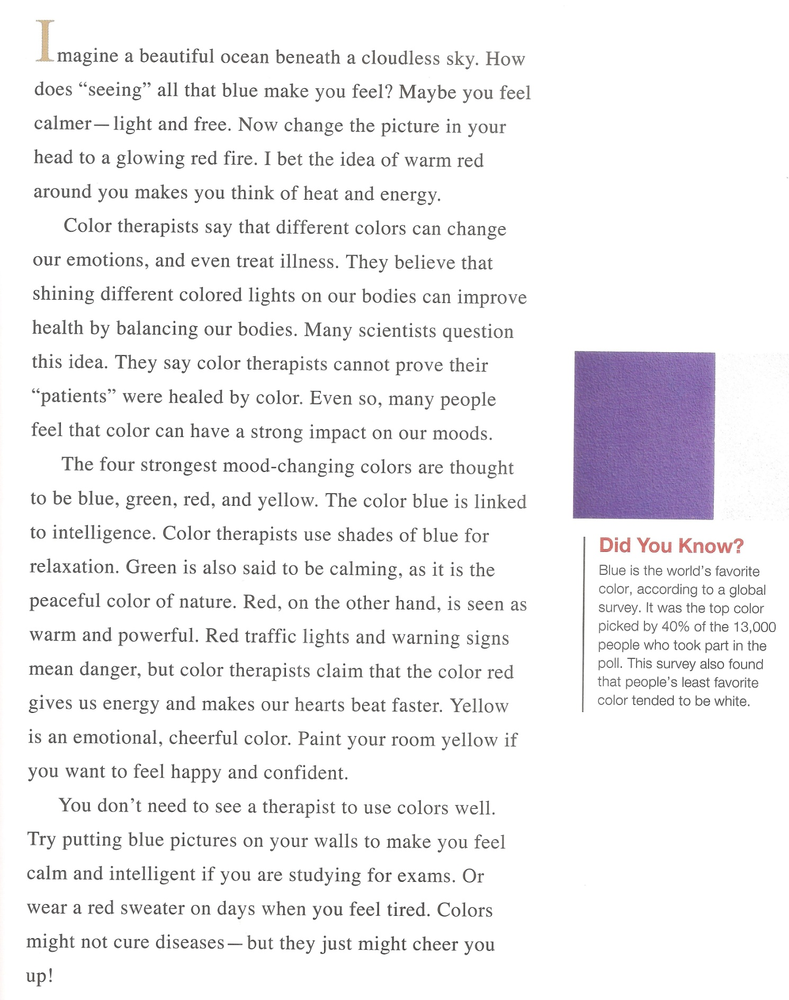 Imagine a beautiful ocean beneath a cloudless sky. How
does “seeing” all that blue make you feel? Maybe you feel
calmer—light and free. Now change the picture in your
head to a glowing red fire. I bet the idea of warm red
around you makes you think of heat and energy.
Color therapists say that different colors can change
our emotions, and even treat illness. They believe that
shining different colored lights on our bodies can improve
health by balancing our bodies. Many scientists question
this idea. They say color therapists cannot prove their
“patients” were healed by color. Even so, many people
feel that color can have a strong impact on our moods.
The four strongest mood-changing colors are thought
to be blue, green, red, and yellow. The color blue is linked
to intelligence. Color therapists use shades of blue for
relaxation. Green is also said to be calming, as it is the
peaceful color of nature. Red, on the other hand, is seen as
warm and powerful. Red traffic lights and warning signs
mean danger, but color therapists claim that the color red
gives us energy and makes our hearts beat faster. Yellow
is an emotional, cheerful color. Paint your room yellow if
you want to feel happy and confident.
You don’t need to see a therapist to use colors well.
Try putting blue pictures on your walls to make you feel
calm and intelligent if you are studying for exams. Or
wear a red sweater on days when you feel tired. Colors
might not cure diseases—but they just might cheer you
up!
Did You Know?
Blue is the world’s favorite
color, according to a global
survey. It was the top color
picked by 40% of the 13,000
people who took part in the
poll. This survey also found
that people’s least favorite
color tended to be white.